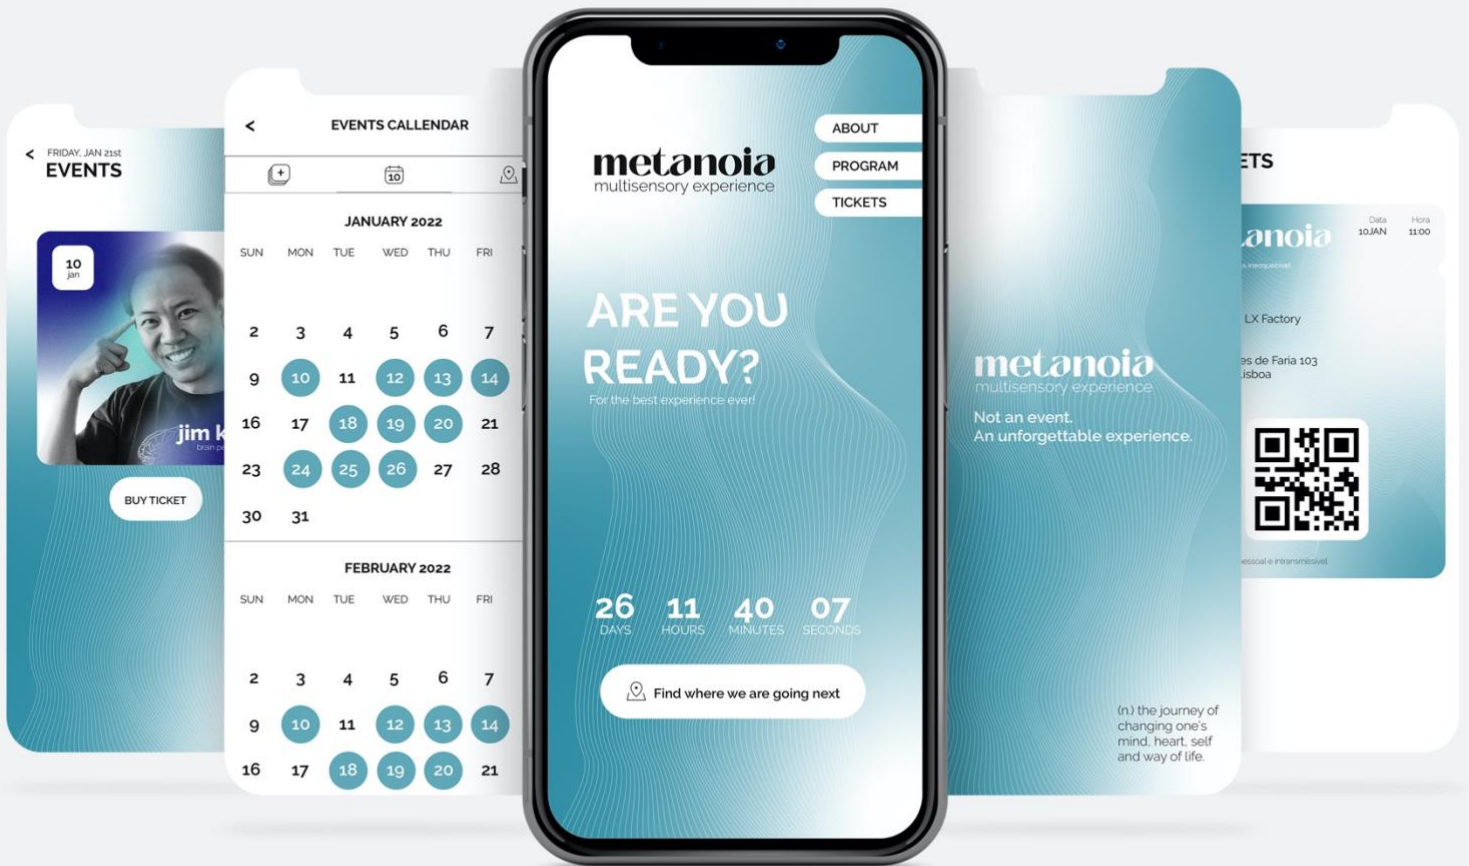 < FRIDAY, JAN 21st
EVENTS
10
jan
jim k
BUY TICKET
< EVENTS CALLENDAR
10
JANUARY 2022
SUN MON TUE WED THU FRI
2 3 4 5 6 7
9 10 11 12 13 14
16 17 18 19 20 21
23 24 25 26 27 28
30 31
FEBRUARY 2022
SUN MON TUE WED THU FRI
2 3 4 5 6 7
9 10 11 12 13 14
16 17 18 19 20 21
metanoia
multisensory experience
ABOUT
PROGRAM
TICKETS
ARE YOU
READY?
For the best experience ever!
26 11 40 07
DAYS HOURS MINUTES SECONDS
Find where we are going next
metanoia
multisensory experience
Not an event.
An unforgettable experience.
(n.) the journey of
changing one's
mind, heart, self
and way of life.
ETS
anoia
Data Hora
10JAN 11:00
LX Factory
es de Faria 103
isboa
essoal e intransmissível